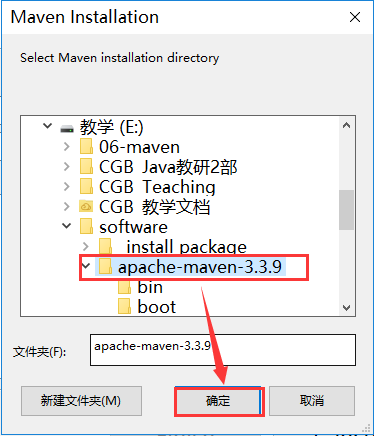 Maven Installation
Select Maven installation directory
教学 (E:)
06-maven
CGB Java教研2部
CGB Teaching
CGB 教学文档
software
_install package
apache-maven-3.3.9
bin
boot
文件夹(F):
apache-maven-3.3.9
新建文件夹(M)
确定
取消